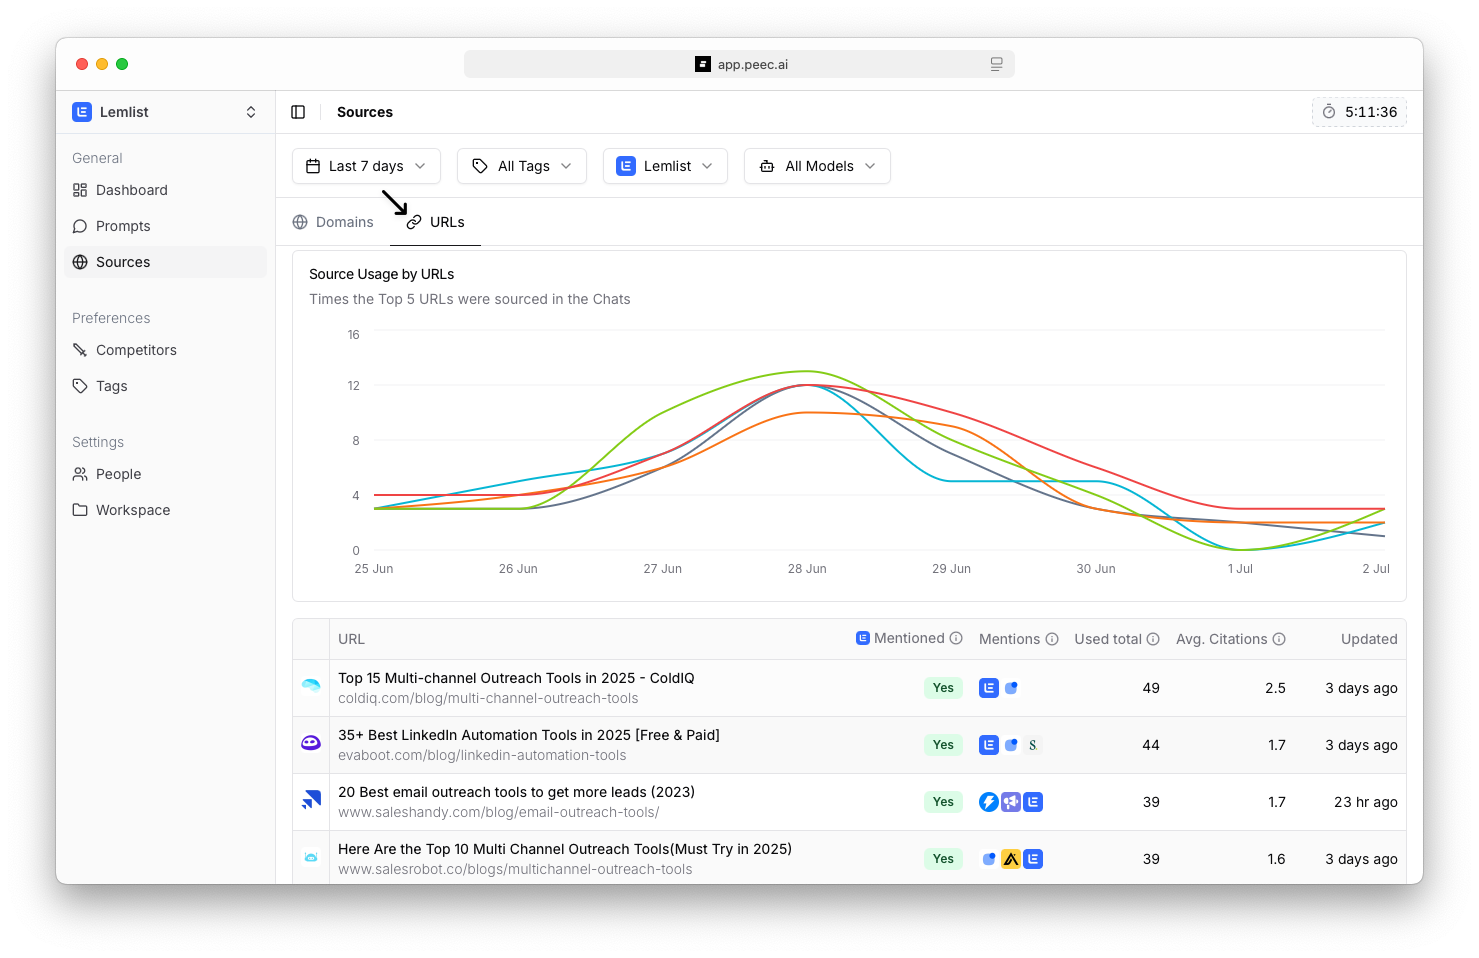 app.peec.ai
Lemlist
Sources
5:11:36
General
Dashboard
Prompts
Sources
Preferences
Competitors
Tags
Settings
People
Workspace
Last 7 days
All Tags
Lemlist
All Models
Domains
URLs
Source Usage by URLs
Times the Top 5 URLs were sourced in the Chats
16
12
8
4
0
25 Jun 26 Jun 27 Jun 28 Jun 29 Jun 30 Jun 1 Jul 2 Jul
URL Mentioned Mentions Used total Avg. Citations Updated
Top 15 Multi-channel Outreach Tools in 2025 - ColdIQ
coldiq.com/blog/multi-channel-outreach-tools
Yes 49 2.5 3 days ago
35+ Best LinkedIn Automation Tools in 2025 [Free & Paid]
evaboot.com/blog/linkedin-automation-tools
Yes S. 44 1.7 3 days ago
20 Best email outreach tools to get more leads (2023)
www.saleshandy.com/blog/email-outreach-tools/
Yes 39 1.7 23 hr ago
Here Are the Top 10 Multi Channel Outreach Tools(Must Try in 2025)
www.salesrobot.co/blogs/multichannel-outreach-tools
Yes 39 1.6 3 days ago